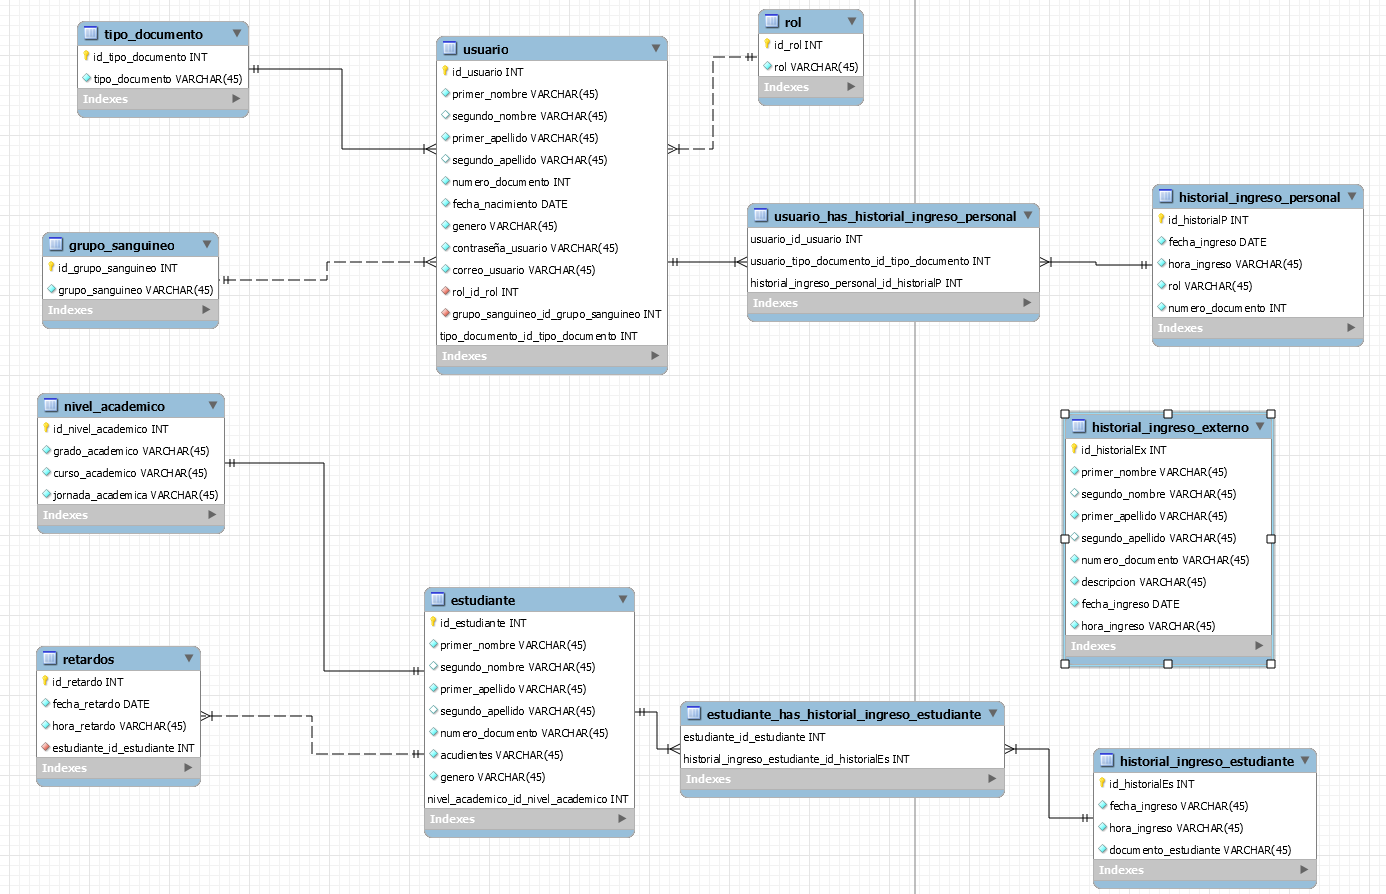 tipo_documento
id_tipo_documento INT
tipo_documento VARCHAR(45)
Indexes
usuario
id_usuario INT
primer_nombre VARCHAR(45)
segundo_nombre VARCHAR(45)
primer_apellido VARCHAR(45)
segundo_apellido VARCHAR(45)
numero_documento INT
fecha_nacimiento DATE
genero VARCHAR(45)
contraseña_usuario VARCHAR(45)
correo_usuario VARCHAR(45)
rol_id_rol INT
grupo_sanguineo_id_grupo_sanguineo INT
tipo_documento_id_tipo_documento INT
Indexes
rol
id_rol INT
rol VARCHAR(45)
Indexes
grupo_sanguineo
id_grupo_sanguineo INT
grupo_sanguineo VARCHAR(45)
Indexes
usuario_has_historial_ingreso_personal
usuario_id_usuario INT
usuario_tipo_documento_id_tipo_documento INT
historial_ingreso_personal_id_historialP INT
Indexes
historial_ingreso_personal
id_historialP INT
fecha_ingreso DATE
hora_ingreso VARCHAR(45)
rol VARCHAR(45)
numero_documento INT
Indexes
nivel_academico
id_nivel_academico INT
grado_academico VARCHAR(45)
curso_academico VARCHAR(45)
jornada_academica VARCHAR(45)
Indexes
historial_ingreso_externo
id_historialEx INT
primer_nombre VARCHAR(45)
segundo_nombre VARCHAR(45)
primer_apellido VARCHAR(45)
segundo_apellido VARCHAR(45)
numero_documento VARCHAR(45)
descripcion VARCHAR(45)
fecha_ingreso DATE
hora_ingreso VARCHAR(45)
Indexes
estudiante
id_estudiante INT
primer_nombre VARCHAR(45)
segundo_nombre VARCHAR(45)
primer_apellido VARCHAR(45)
segundo_apellido VARCHAR(45)
numero_documento VARCHAR(45)
acudientes VARCHAR(45)
genero VARCHAR(45)
nivel_academico_id_nivel_academico INT
Indexes
retardos
id_retardo INT
fecha_retardo DATE
hora_retardo VARCHAR(45)
estudiante_id_estudiante INT
Indexes
estudiante_has_historial_ingreso_estudiante
estudiante_id_estudiante INT
historial_ingreso_estudiante_id_historialEs INT
Indexes
historial_ingreso_estudiante
id_historialEs INT
fecha_ingreso VARCHAR(45)
hora_ingreso VARCHAR(45)
documento_estudiante VARCHAR(45)
Indexes